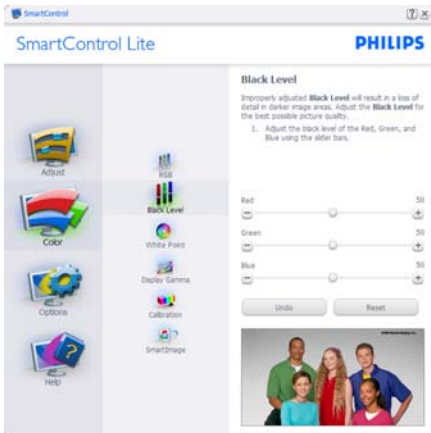 SmartControl
SmartControl Lite
PHILIPS
Adjust
Color
Options
Help
RGB
Black Level
White Point
Display Gamma
Calibration
SmartImage
Black Level
Improperly adjusted Black Level will result in a loss of
detail in darker image areas. Adjust the Black Level for
the best possible picture quality.
1. Adjust the black level of the Red, Green, and
Blue using the slider bars.
Red 50
Green 50
Blue 50
Undo Reset